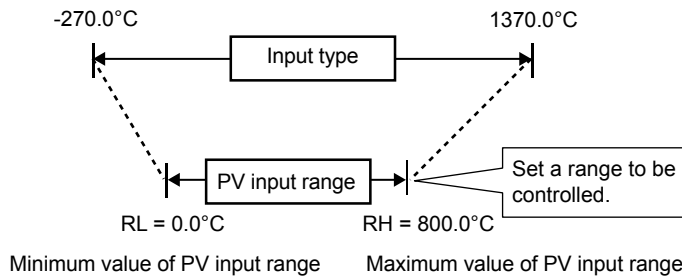 -270.0°C
1370.0°C
Input type
PV input range
Set a range to be
controlled.
RL = 0.0°C
RH = 800.0°C
Minimum value of PV input range
Maximum value of PV input range